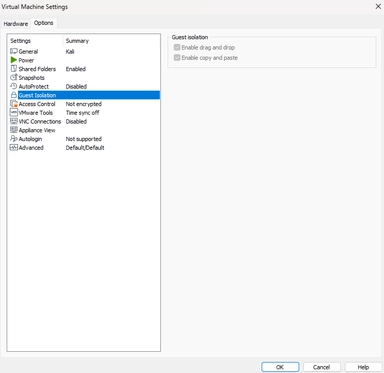 Virtual Machine Settings
Hardware Options
Settings Summary
General Kali
Power
Shared Folders Enabled
Snapshots
AutoProtect Disabled
Guest Isolation
Access Control Not encrypted
VMware Tools Time sync off
VNC Connections Disabled
Appliance View
Autologin Not supported
Advanced Default/Default
Guest isolation
Enable drag and drop
Enable copy and paste
OK Cancel Help